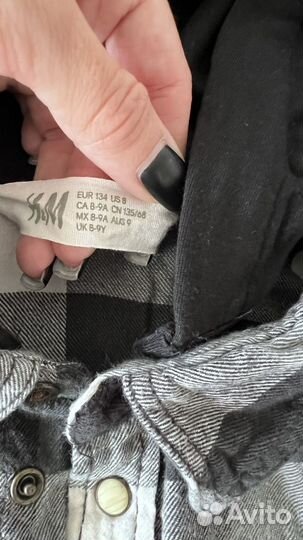 H&M
EUR 134 US 8
CA 8-9A CN 135/68
MX 8-9A AUS 9
UK 8-9Y
Avito